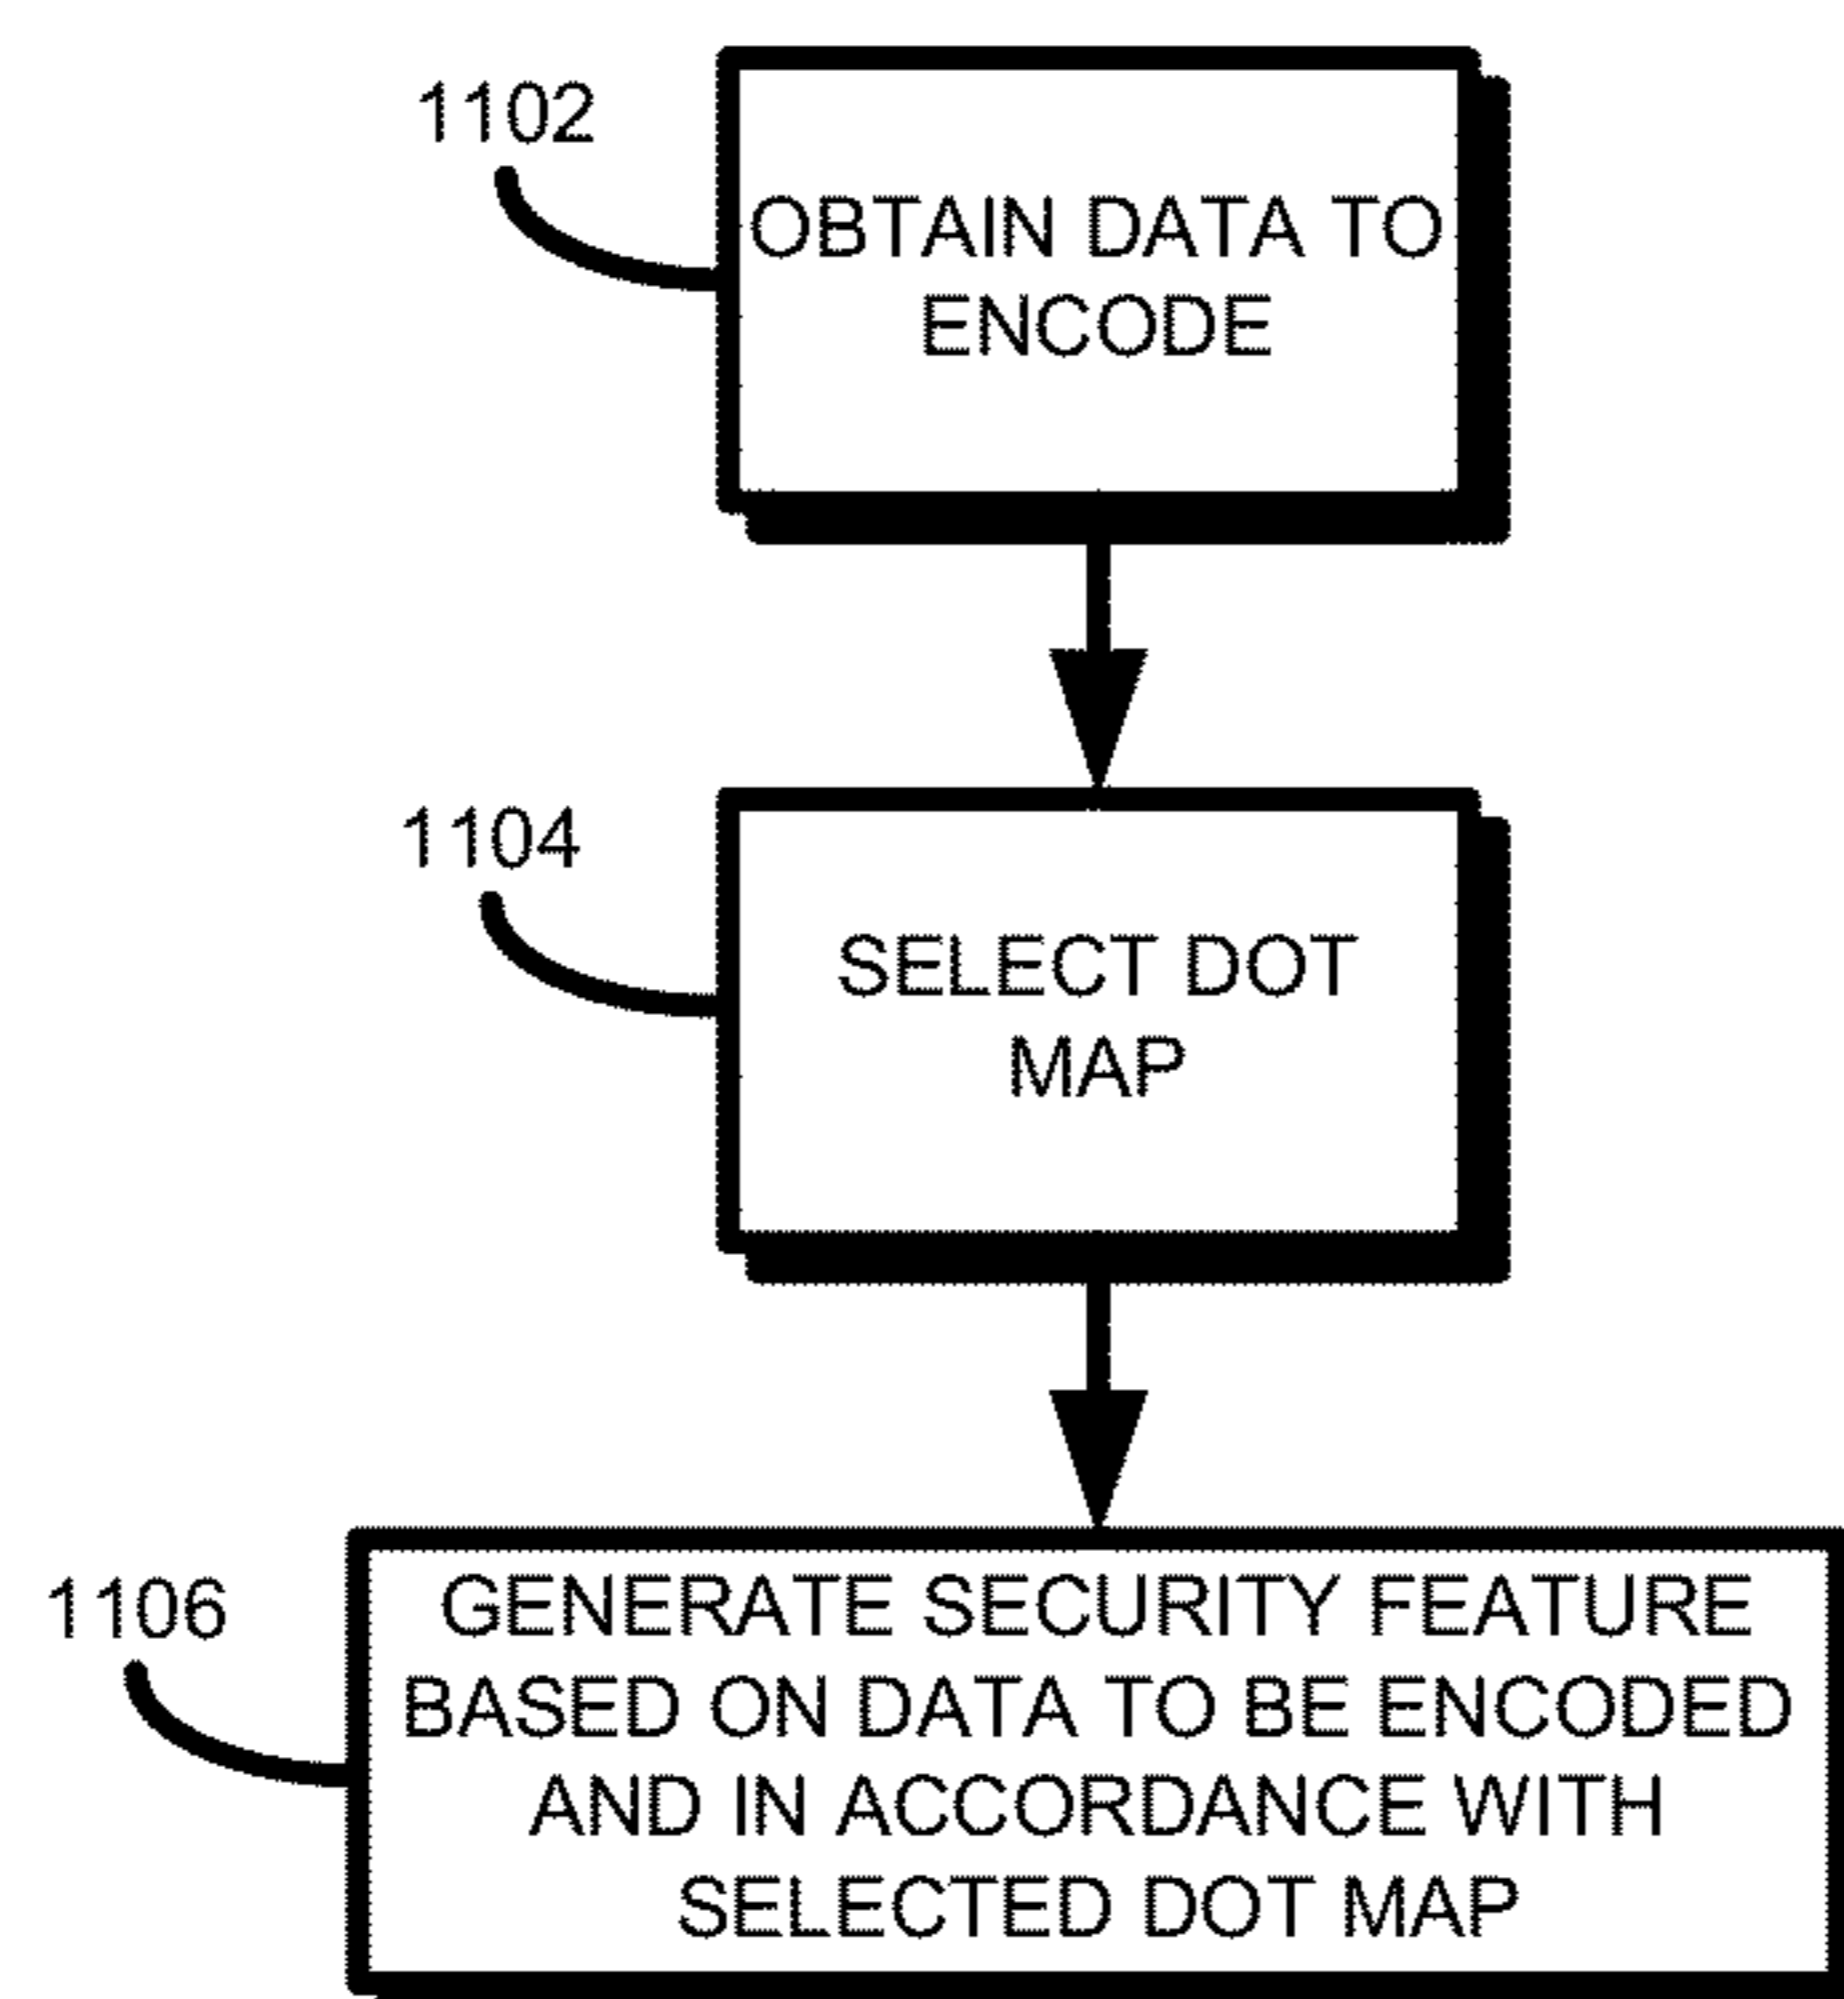 1102
OBTAIN DATA TO
ENCODE
1104
SELECT DOT
MAP
1106
GENERATE SECURITY FEATURE
BASED ON DATA TO BE ENCODED
AND IN ACCORDANCE WITH
SELECTED DOT MAP